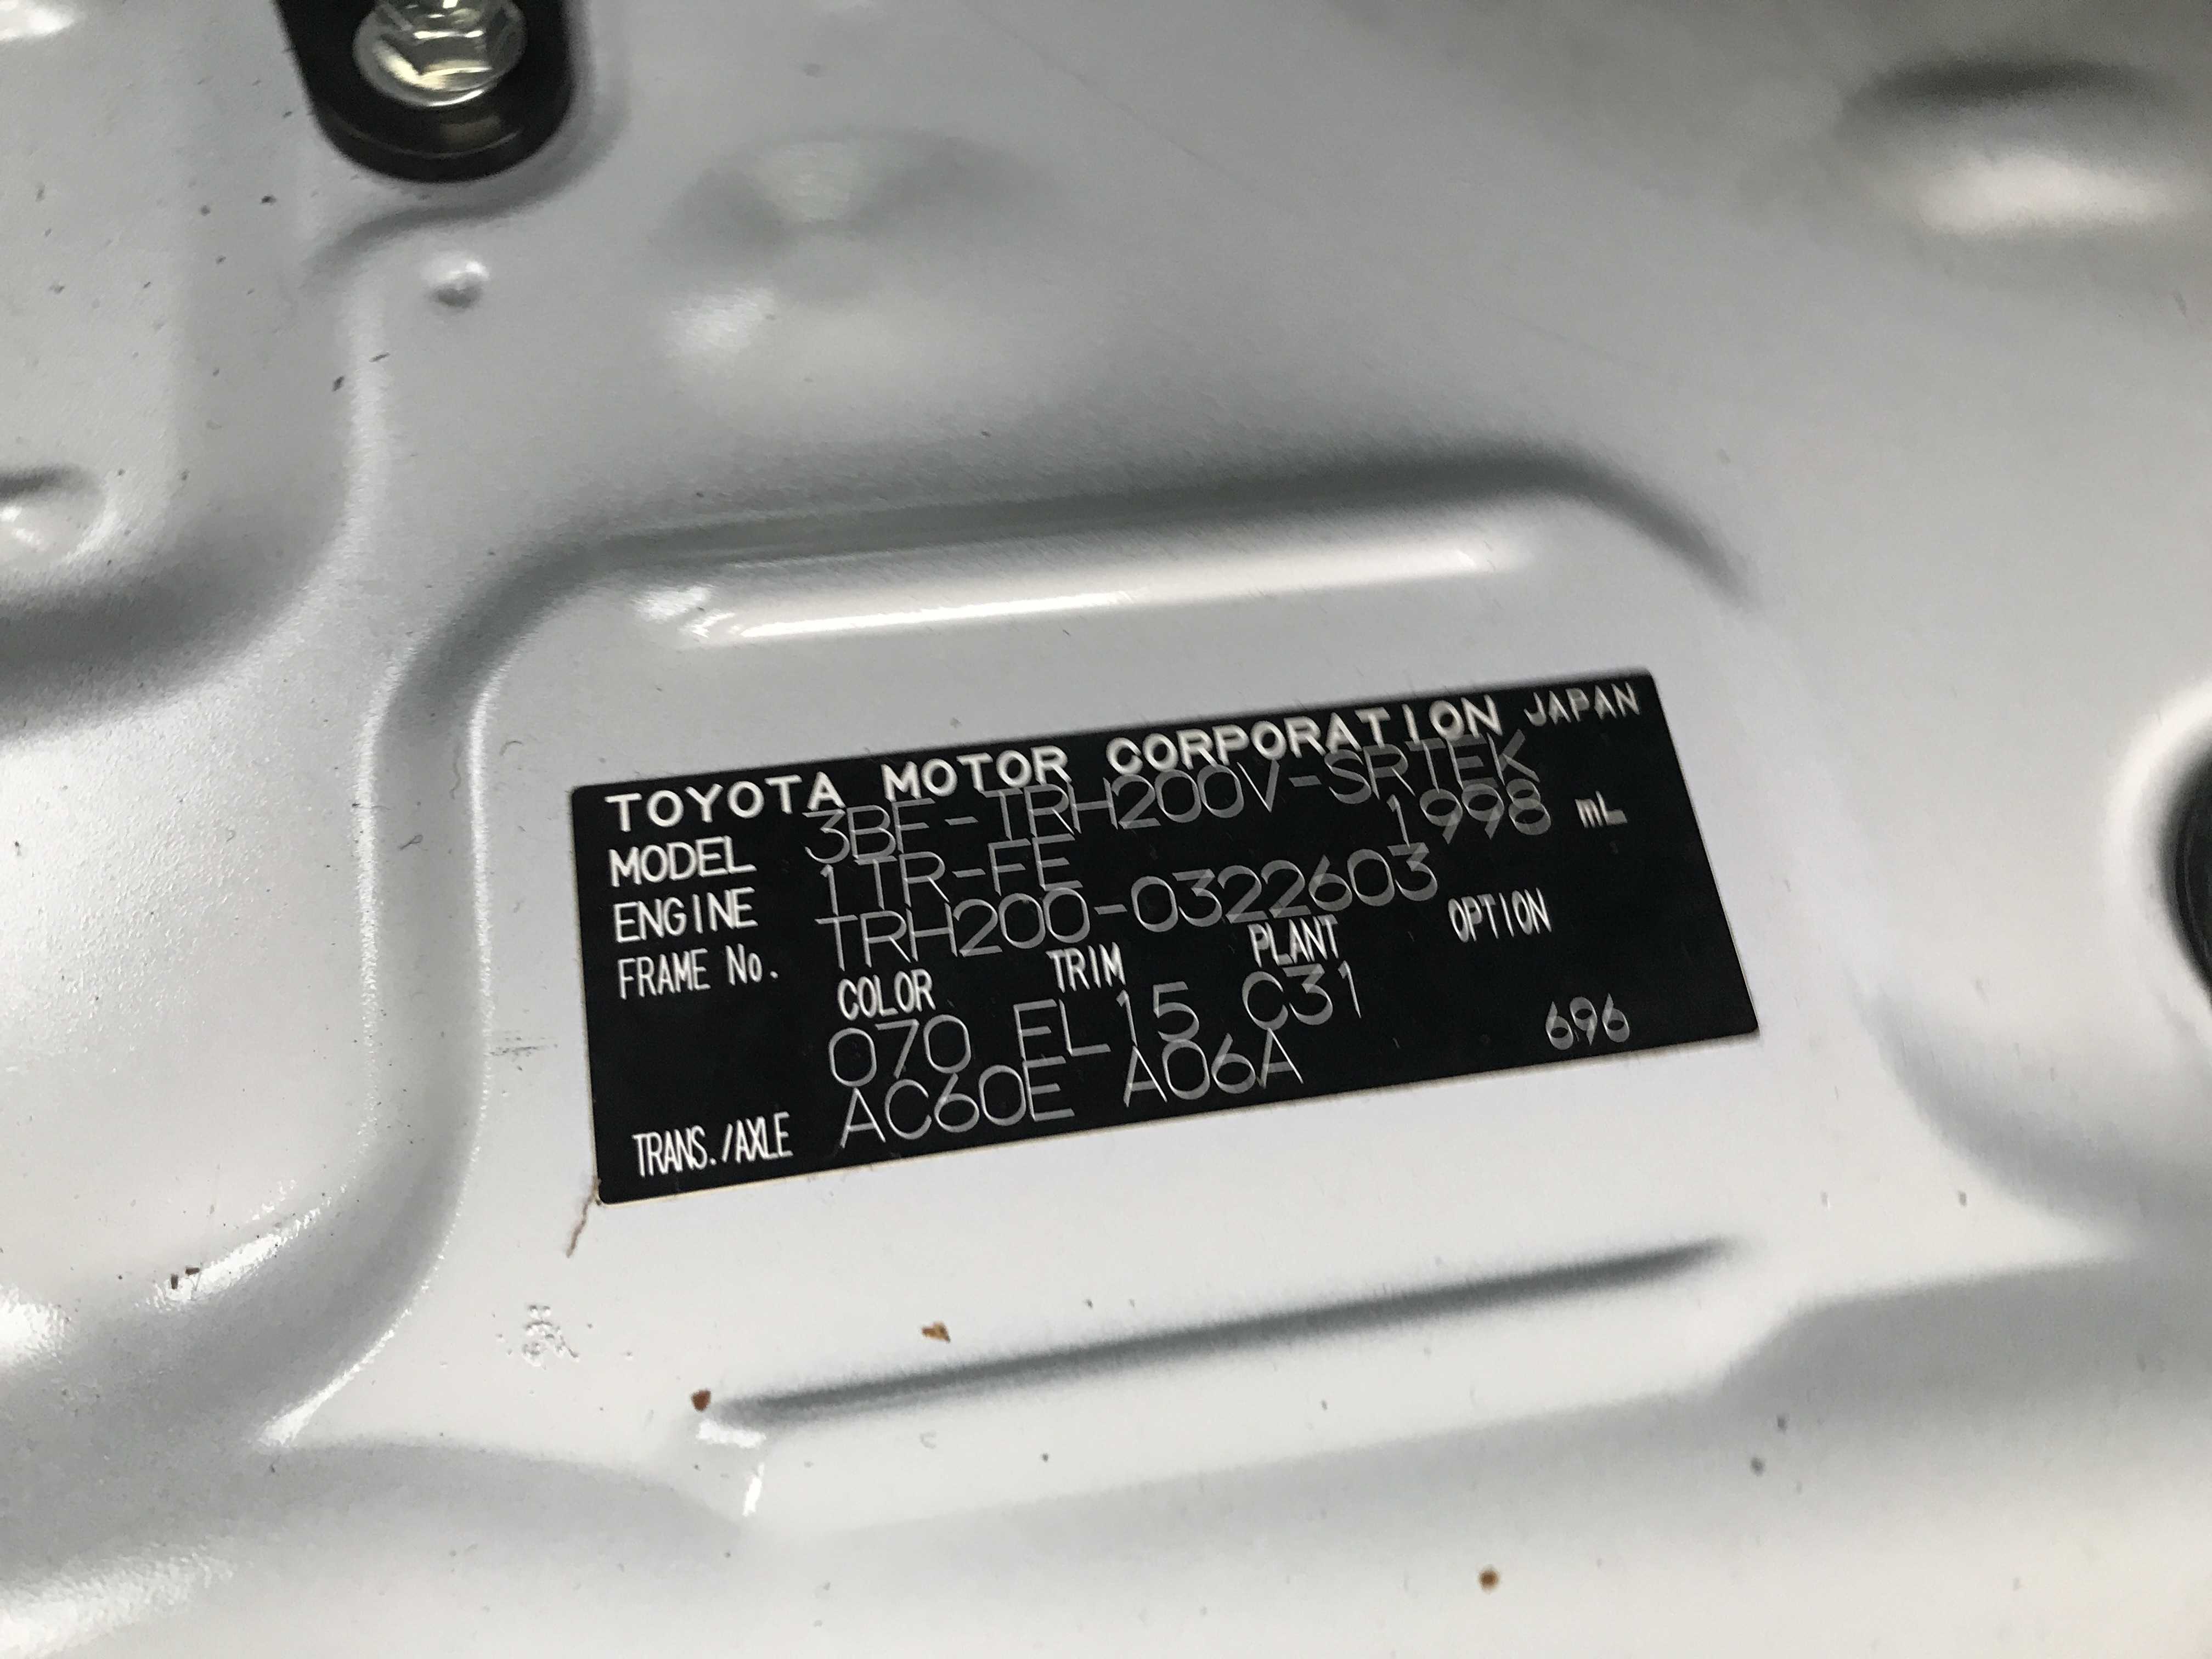 TOYOTA MOTOR CORPORATION JAPAN
MODEL 3BF-TRH200V-SRTEK
ENGINE 1TR-FE 1998 mL
FRAME No. TRH200-0322603
COLOR TRIM PLANT OPTION
070 EL15 C31
TRANS./AXLE AC60E A06A 696